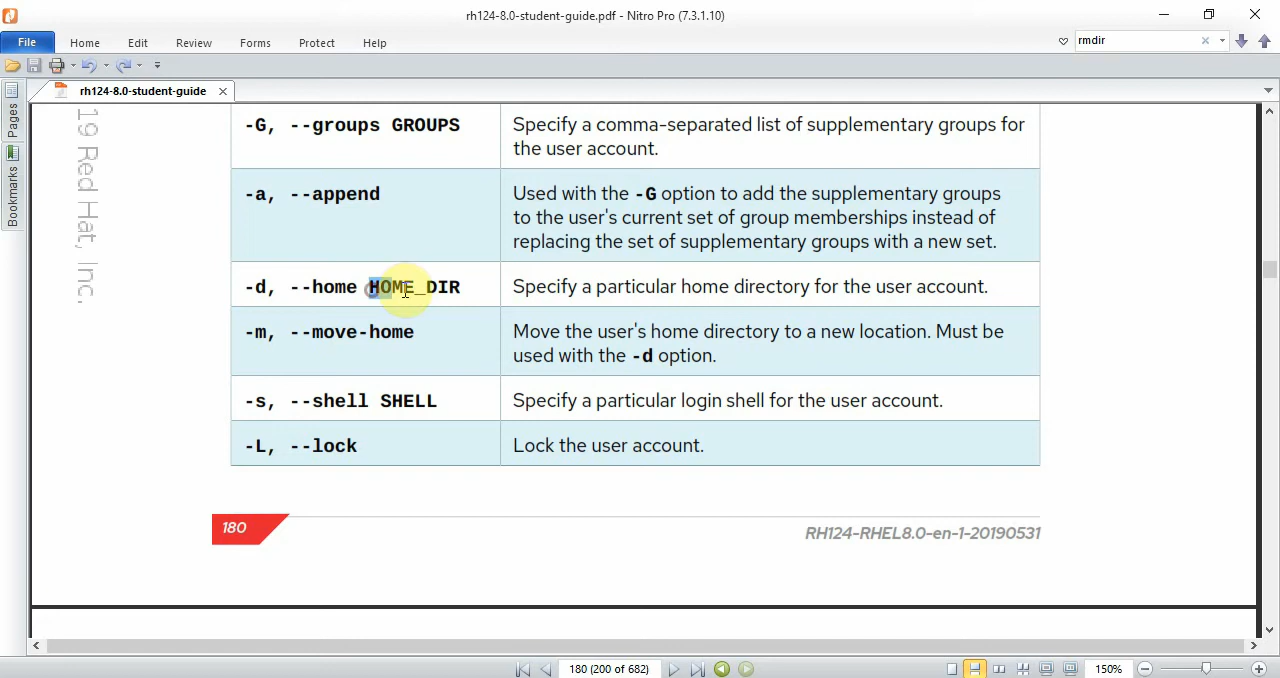 rh124-8.0-student-guide.pdf - Nitro Pro (7.3.1.10)
File Home Edit Review Forms Protect Help
rmdir
rh124-8.0-student-guide
Pages
Bookmarks
19 Red Hat, Inc.
-G, --groups GROUPS
Specify a comma-separated list of supplementary groups for
the user account.
-a, --append
Used with the -G option to add the supplementary groups
to the user's current set of group memberships instead of
replacing the set of supplementary groups with a new set.
-d, --home HOME_DIR
Specify a particular home directory for the user account.
-m, --move-home
Move the user's home directory to a new location. Must be
used with the -d option.
-s, --shell SHELL
Specify a particular login shell for the user account.
-L, --lock
Lock the user account.
180
RH124-RHEL8.0-en-1-20190531
180 (200 of 682)
150%